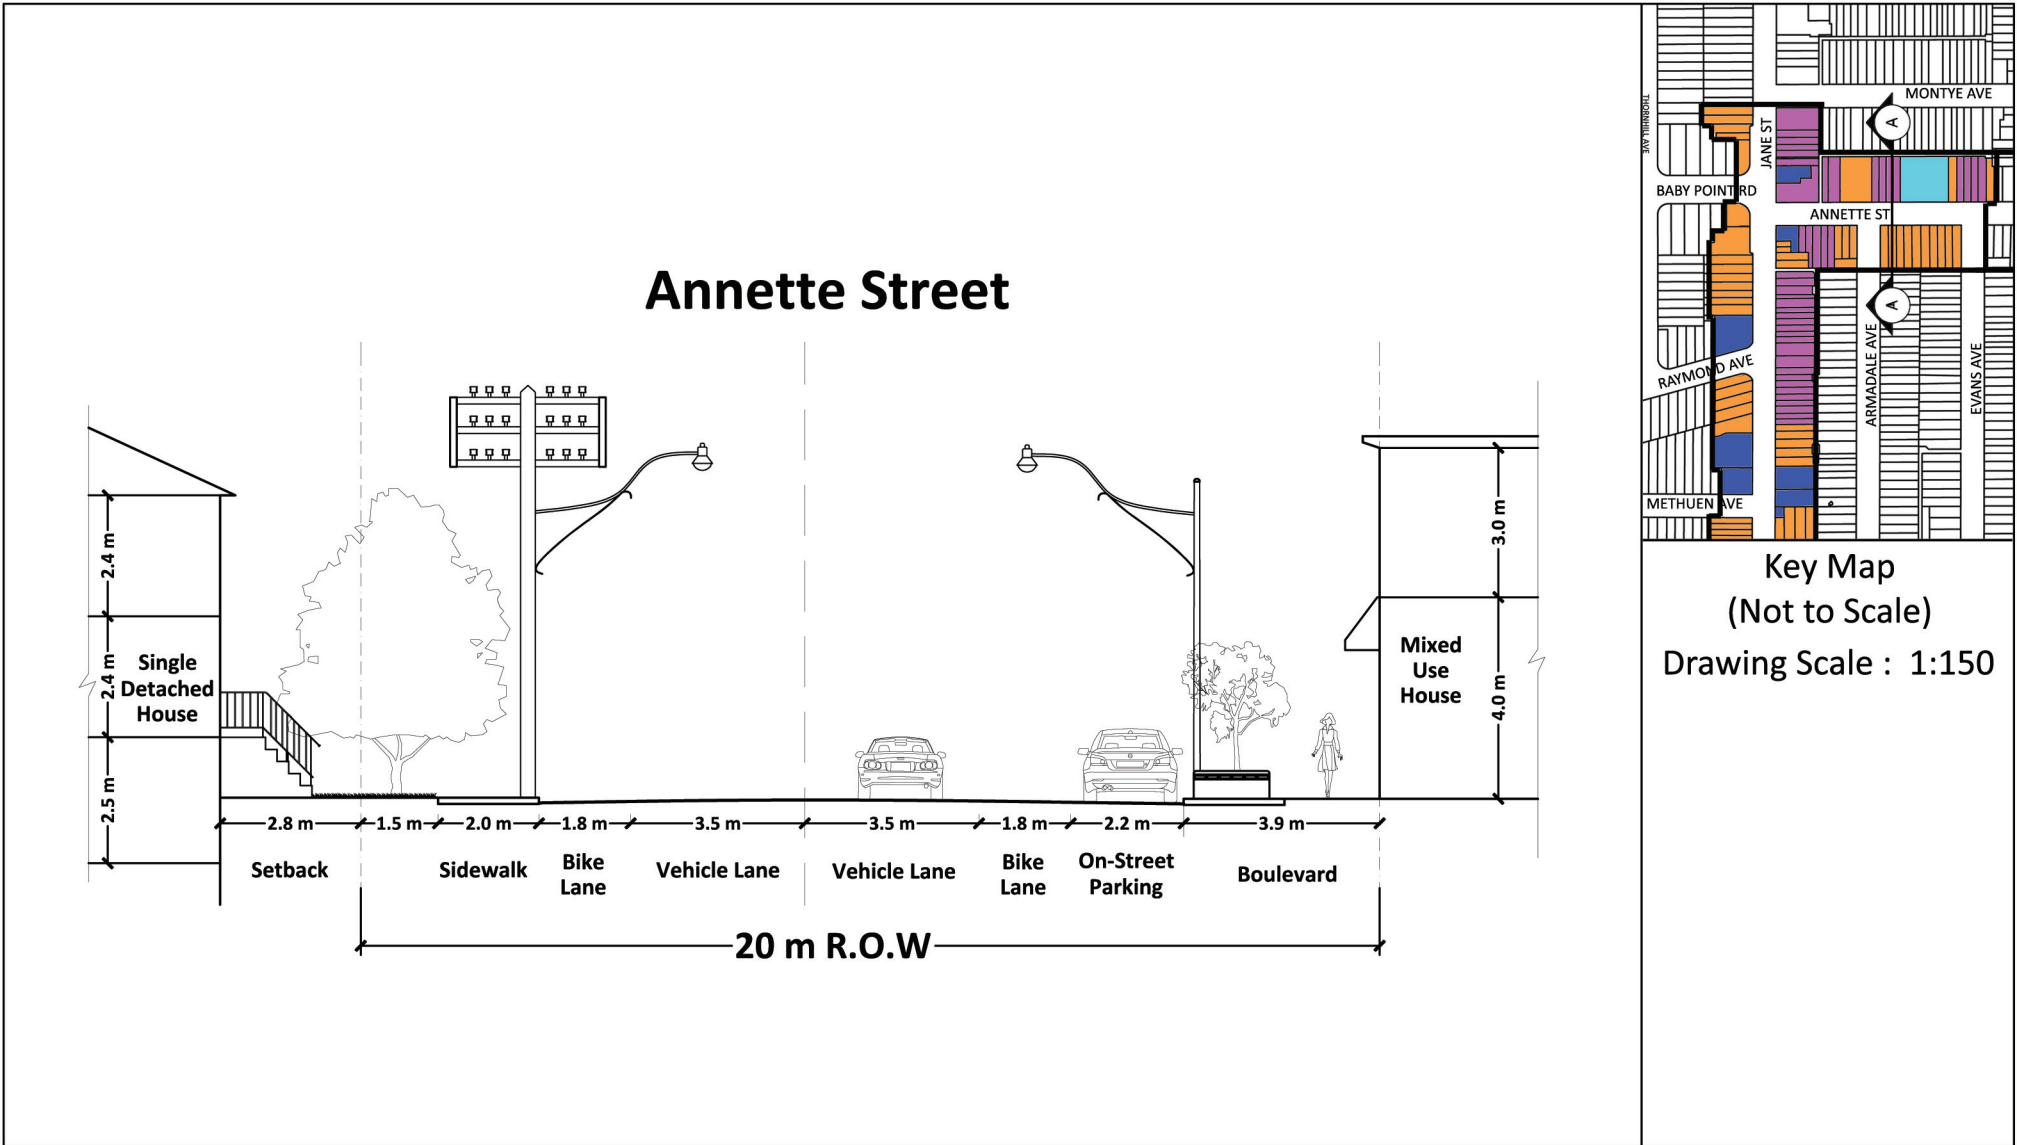 Annette Street
2.4 m
2.4 m
2.5 m
Single
Detached
House
3.0 m
4.0 m
Mixed
Use
House
2.8 m
1.5 m
2.0 m
1.8 m
3.5 m
3.5 m
1.8 m
2.2 m
3.9 m
Setback
Sidewalk
Bike
Lane
Vehicle Lane
Vehicle Lane
Bike
Lane
On-Street
Parking
Boulevard
20 m R.O.W
THORNHILL AVE
MONTYE AVE
JANE ST
A
BABY POINT RD
ANNETTE ST
A
RAYMOND AVE
ARMADALE AVE
EVANS AVE
METHUEN AVE
Key Map
(Not to Scale)
Drawing Scale : 1:150